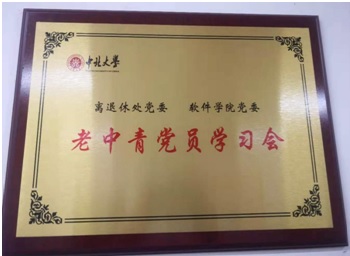 中北大學
离退休处党委 软件学院党委
老中青党员学习会